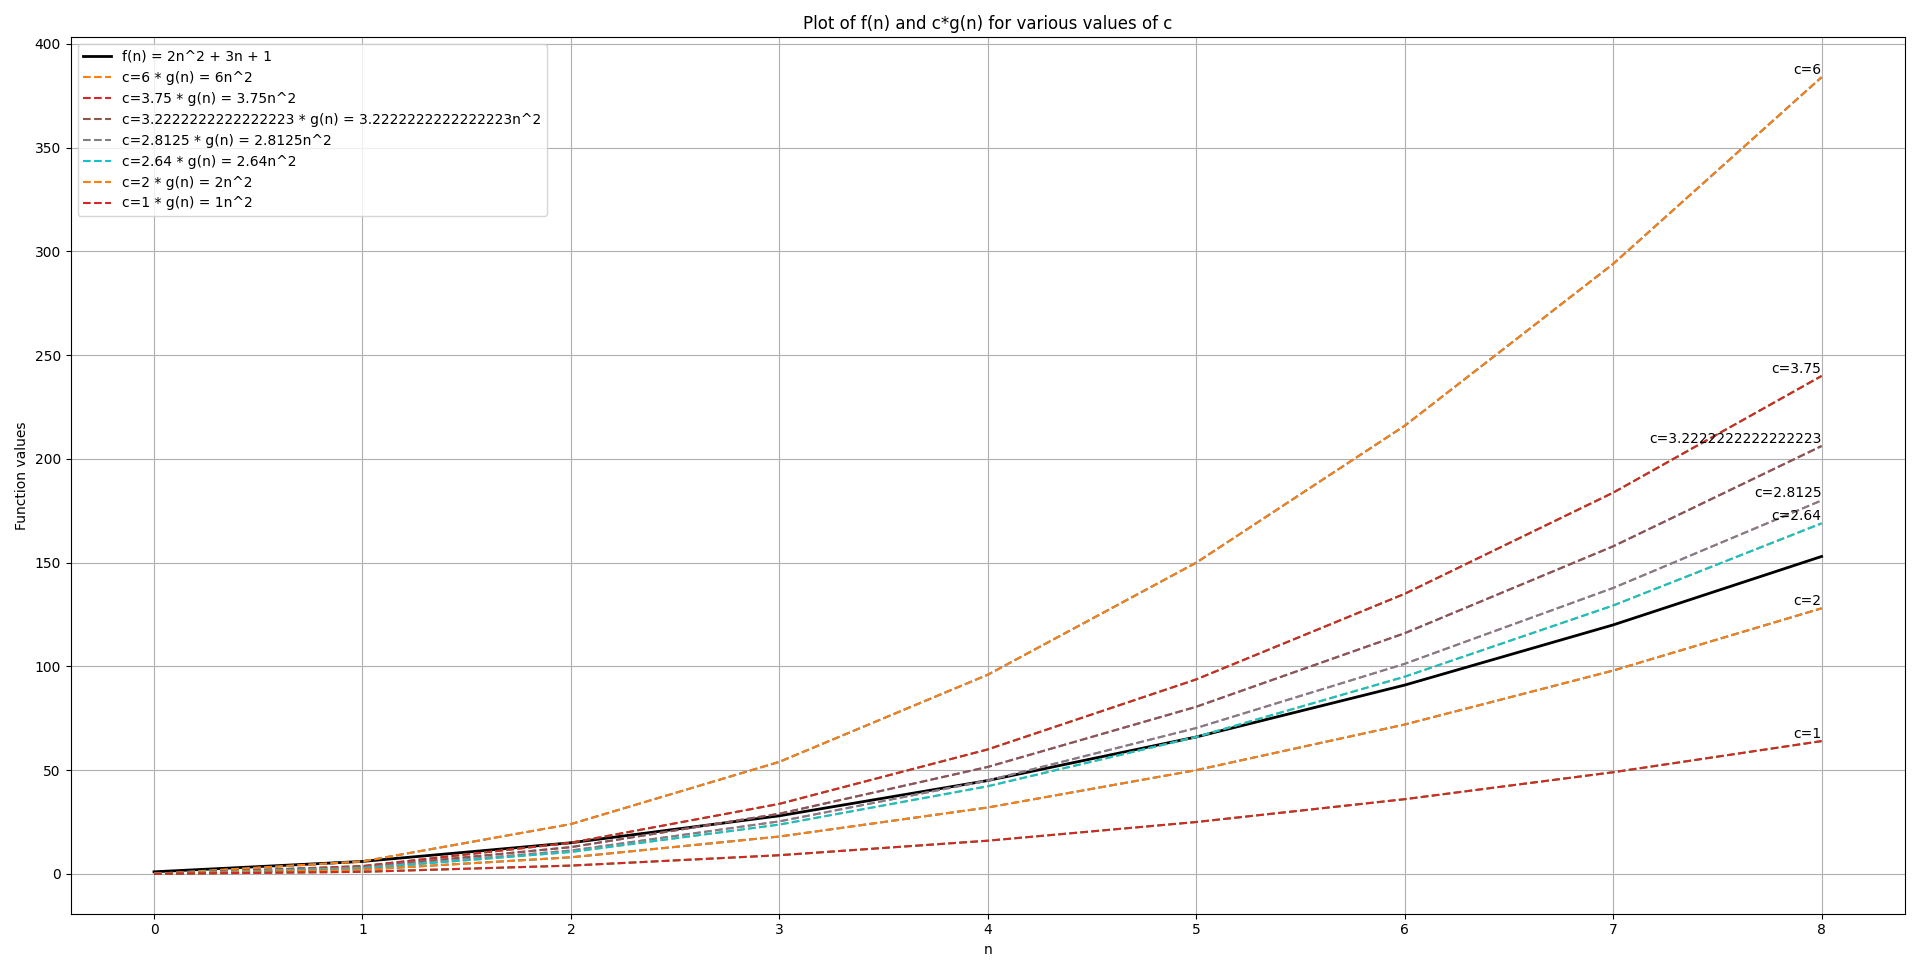 Plot of f(n) and c*g(n) for various values of c
f(n) = 2n^2 + 3n + 1
c=6 * g(n) = 6n^2
c=3.75 * g(n) = 3.75n^2
c=3.2222222222222223 * g(n) = 3.2222222222222223n^2
c=2.8125 * g(n) = 2.8125n^2
c=2.64 * g(n) = 2.64n^2
c=2 * g(n) = 2n^2
c=1 * g(n) = 1n^2
c=6
c=3.75
c=3.2222222222222223
c=2.8125
c=2.64
c=2
c=1
Function values
400
350
300
250
200
150
100
50
0
0 1 2 3 4 5 6 7 8
n